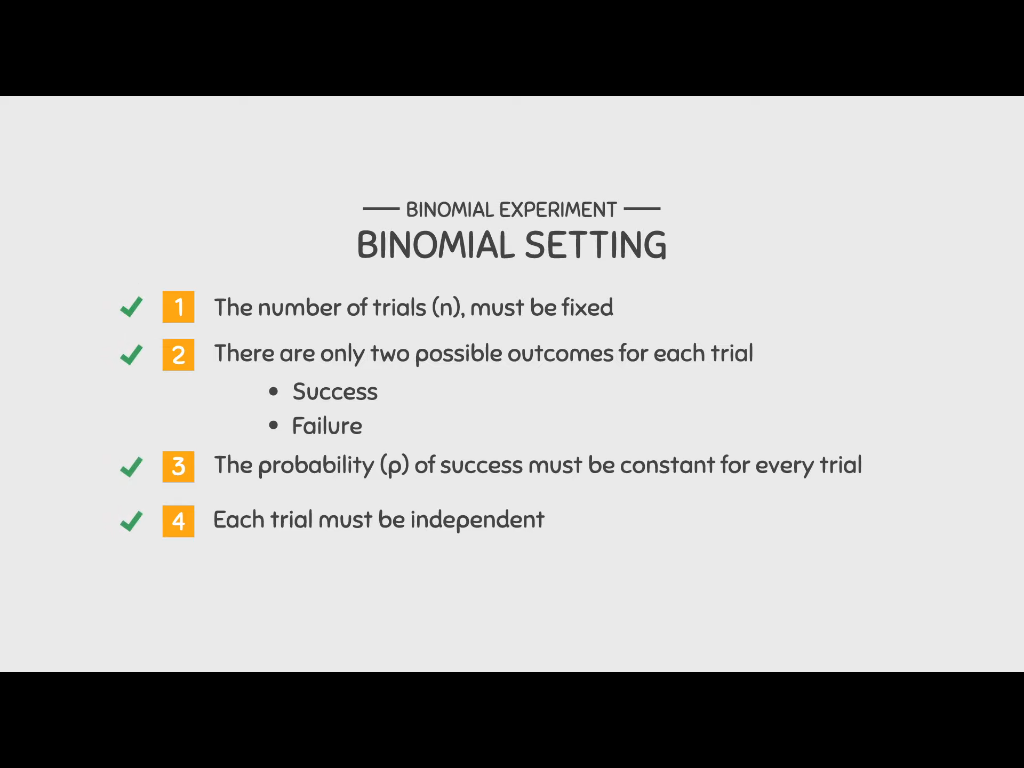 BINOMIAL EXPERIMENT
BINOMIAL SETTING
1 The number of trials (n), must be fixed
2 There are only two possible outcomes for each trial
• Success
• Failure
3 The probability (p) of success must be constant for every trial
4 Each trial must be independent